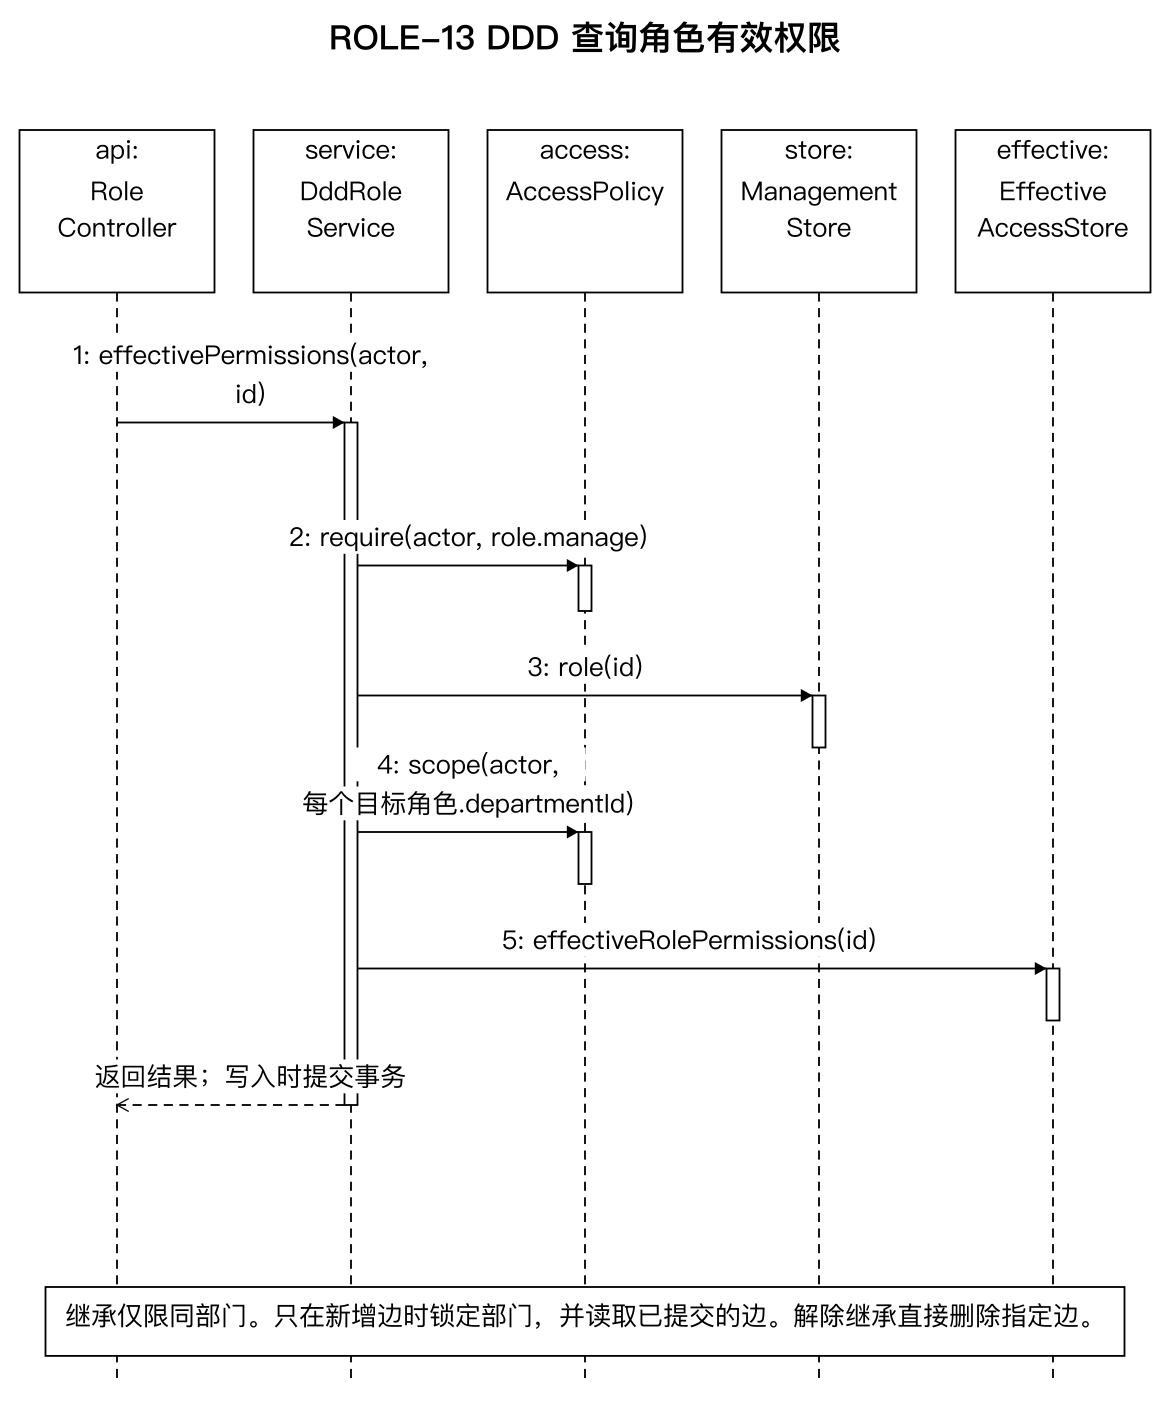 ROLE-13 DDD 查询角色有效权限
api:
Role
Controller
service:
DddRole
Service
access:
AccessPolicy
store:
Management
Store
effective:
Effective
AccessStore
1: effectivePermissions(actor,
id)
2: require(actor, role.manage)
3: role(id)
4: scope(actor,
每个目标角色.departmentId)
5: effectiveRolePermissions(id)
返回结果；写入时提交事务
继承仅限同部门。只在新增边时锁定部门，并读取已提交的边。解除继承直接删除指定边。